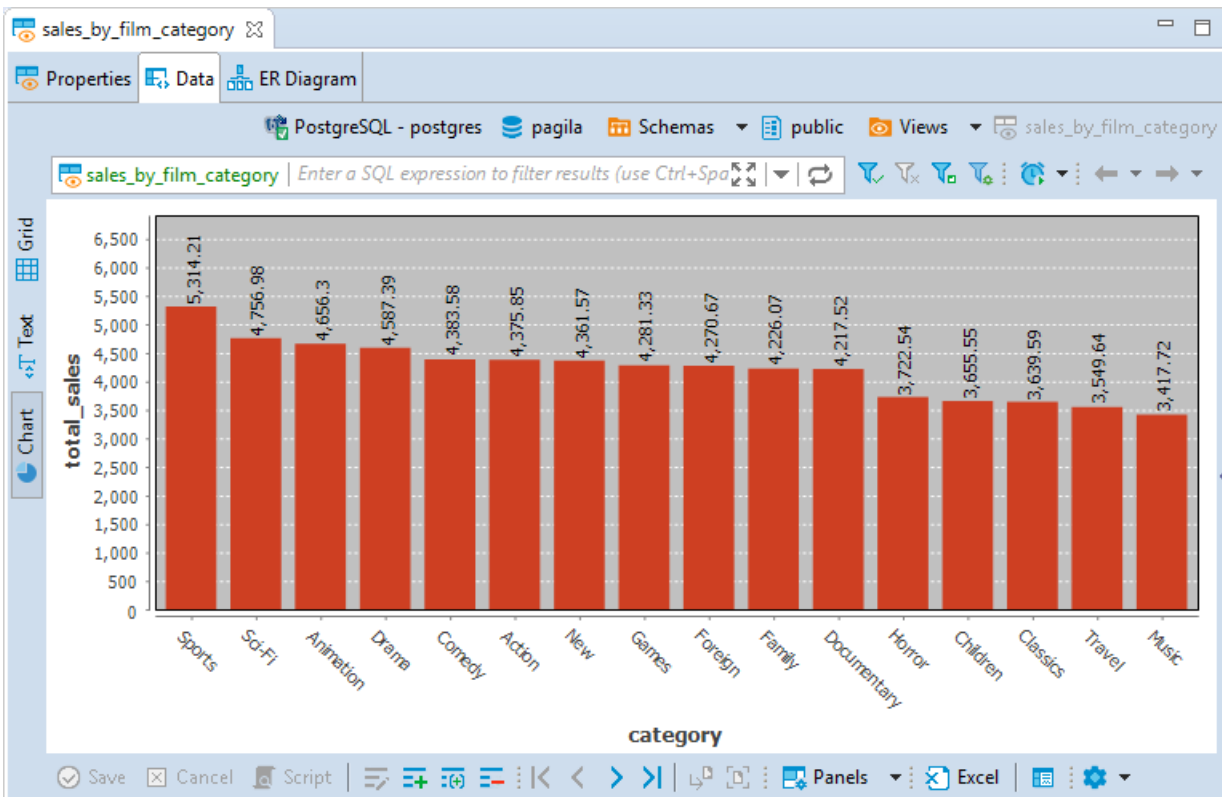 sales_by_film_category
Properties Data ER Diagram
PostgreSQL - postgres pagila Schemas public Views sales_by_film_category
sales_by_film_category Enter a SQL expression to filter results (use Ctrl+Spa
Grid
Text
Chart
total_sales
6,500
6,000
5,500
5,000
4,500
4,000
3,500
3,000
2,500
2,000
1,500
1,000
500
0
5,314.21
4,756.98
4,656.3
4,587.39
4,383.58
4,375.85
4,361.57
4,281.33
4,270.67
4,226.07
4,217.52
3,722.54
3,655.55
3,639.59
3,549.64
3,417.72
Sports
Sci-Fi
Animation
Drama
Comedy
Action
New
Games
Foreign
Family
Documentary
Horror
Children
Classics
Travel
Music
category
Save Cancel Script Panels Excel